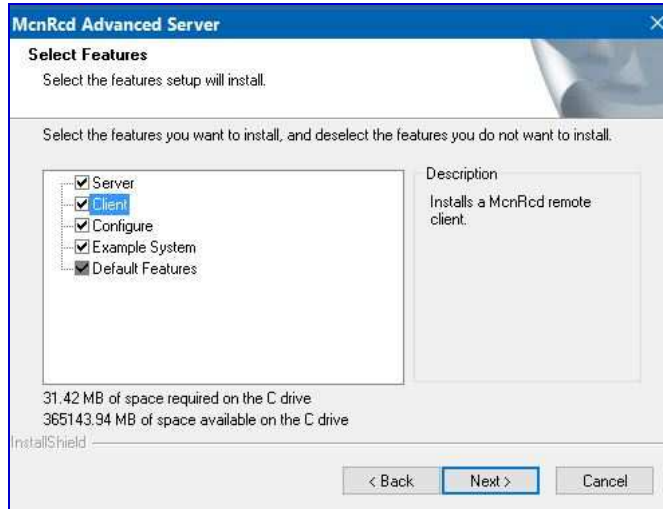 McnRcd Advanced Server
Select Features
Select the features setup will install.
Select the features you want to install, and deselect the features you do not want to install.
Server
Client
Configure
Example System
Default Features
Description
Installs a McnRcd remote
client.
31.42 MB of space required on the C drive
365143.94 MB of space available on the C drive
InstallShield
< Back
Next >
Cancel